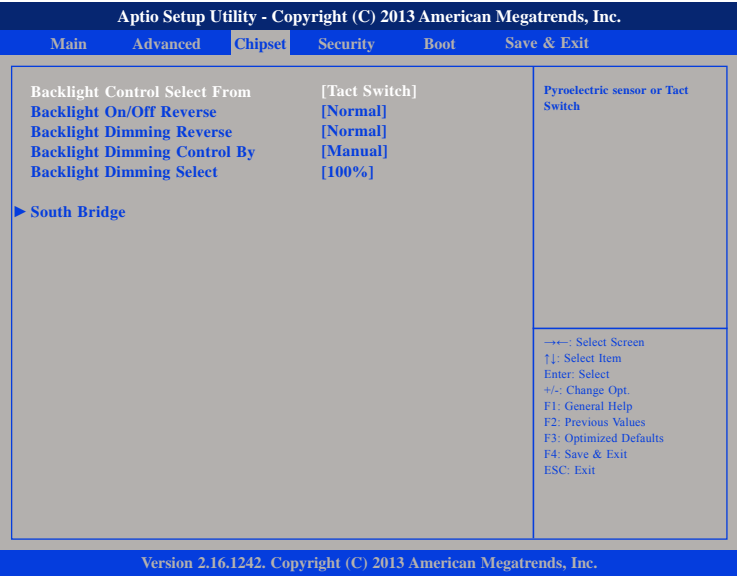 Aptio Setup Utility - Copyright (C) 2013 American Megatrends, Inc.
Main Advanced Chipset Security Boot Save & Exit
Backlight Control Select From [Tact Switch]
Backlight On/Off Reverse [Normal]
Backlight Dimming Reverse [Normal]
Backlight Dimming Control By [Manual]
Backlight Dimming Select [100%]
► South Bridge
Pyroelectric sensor or Tact
Switch
→←: Select Screen
↑↓: Select Item
Enter: Select
+/-: Change Opt.
F1: General Help
F2: Previous Values
F3: Optimized Defaults
F4: Save & Exit
ESC: Exit
Version 2.16.1242. Copyright (C) 2013 American Megatrends, Inc.